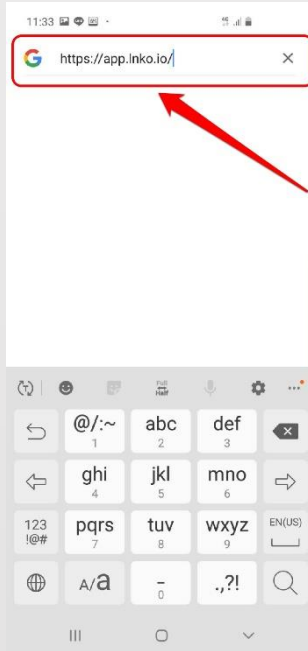 11:33
https://app.lnko.io/
Full
Half
@/:~ abc def
1 2 3
ghi jkl mno
4 5 6
123 pqrs tuv wxyz EN(US)
!@# 7 8 9
A/a - .,?!
0